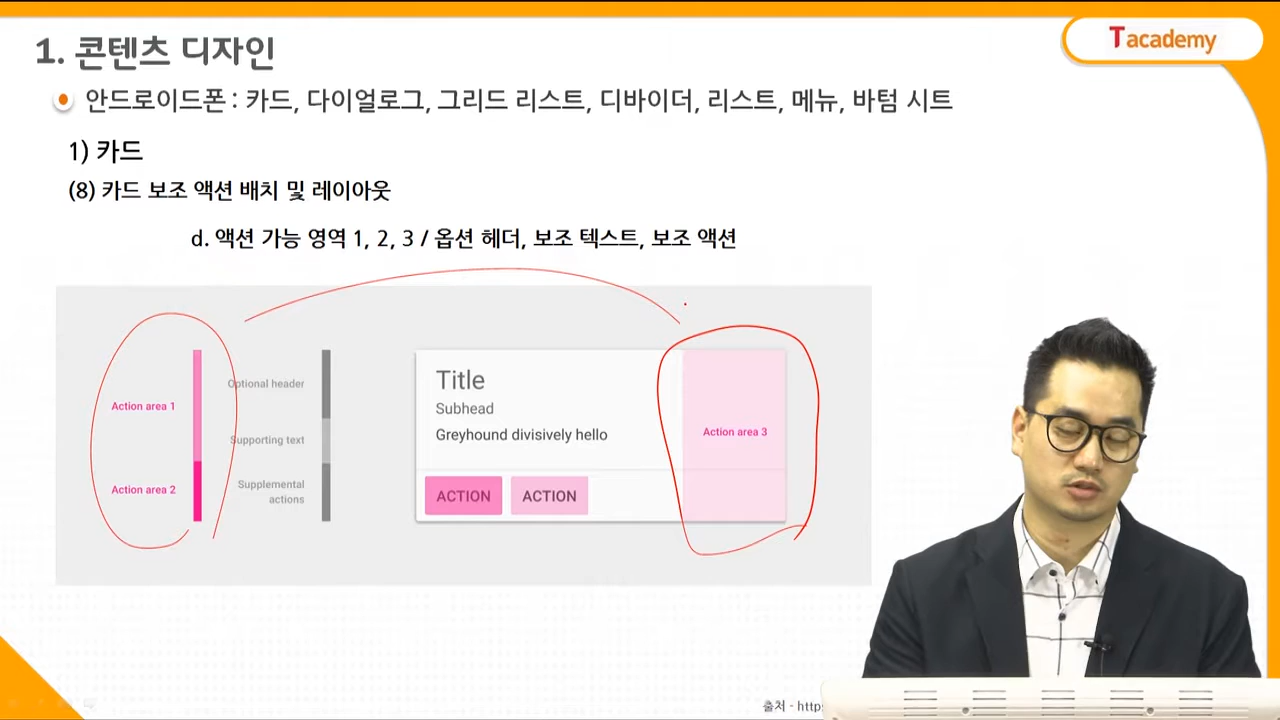 1. 콘텐츠 디자인
Tacademy
안드로이드폰 : 카드, 다이얼로그, 그리드 리스트, 디바이더, 리스트, 메뉴, 바텀 시트
1) 카드
(8) 카드 보조 액션 배치 및 레이아웃
d. 액션 가능 영역 1, 2, 3 / 옵션 헤더, 보조 텍스트, 보조 액션
Action area 1
Action area 2
Optional header
Supporting text
Supplemental
actions
Title
Subhead
Greyhound divisively hello
ACTION ACTION
Action area 3
출처 - https